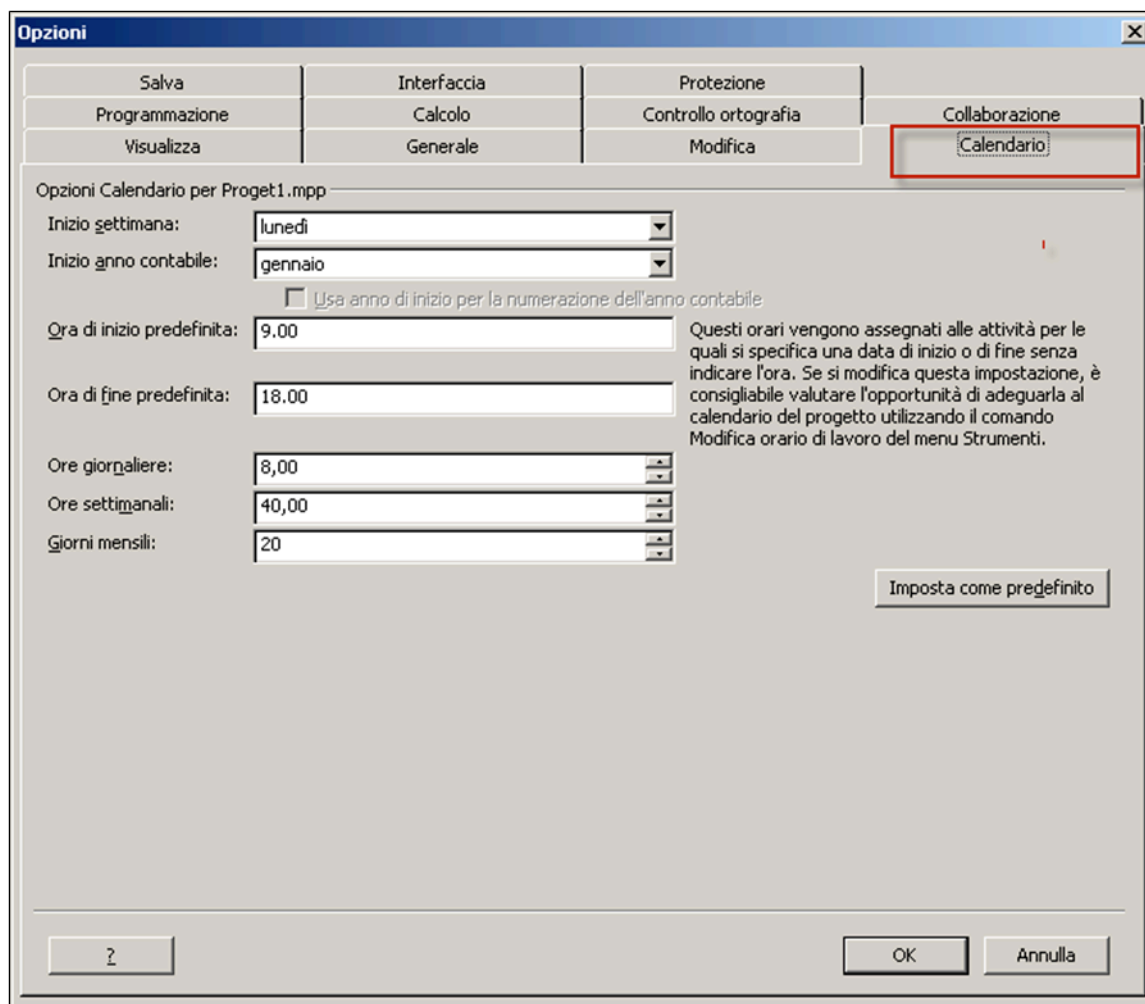 Opzioni
Salva Interfaccia Protezione
Programmazione Calcolo Controllo ortografia Collaborazione
Visualizza Generale Modifica Calendario
Opzioni Calendario per Proget1.mpp
Inizio settimana: lunedì
Inizio anno contabile: gennaio
Usa anno di inizio per la numerazione dell'anno contabile
Ora di inizio predefinita: 9.00
Ora di fine predefinita: 18.00
Questi orari vengono assegnati alle attività per le
quali si specifica una data di inizio o di fine senza
indicare l'ora. Se si modifica questa impostazione, è
consigliabile valutare l'opportunità di adeguarla al
calendario del progetto utilizzando il comando
Modifica orario di lavoro del menu Strumenti.
Ore giornaliere: 8,00
Ore settimanali: 40,00
Giorni mensili: 20
Imposta come predefinito
? OK Annulla